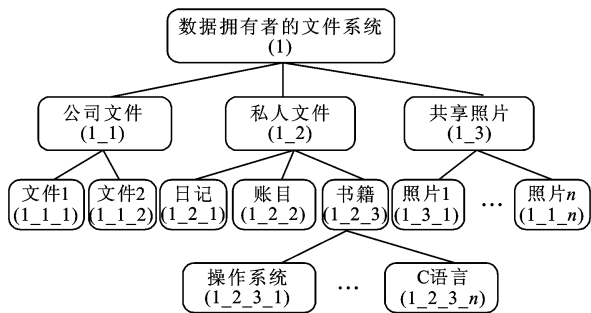 数据拥有者的文件系统
(1)
公司文件
(1_1)
私人文件
(1_2)
共享照片
(1_3)
文件1
(1_1_1)
文件2
(1_1_2)
日记
(1_2_1)
账目
(1_2_2)
书籍
(1_2_3)
照片1
(1_3_1)
…
照片n
(1_1_n)
操作系统
(1_2_3_1)
…
C语言
(1_2_3_n)